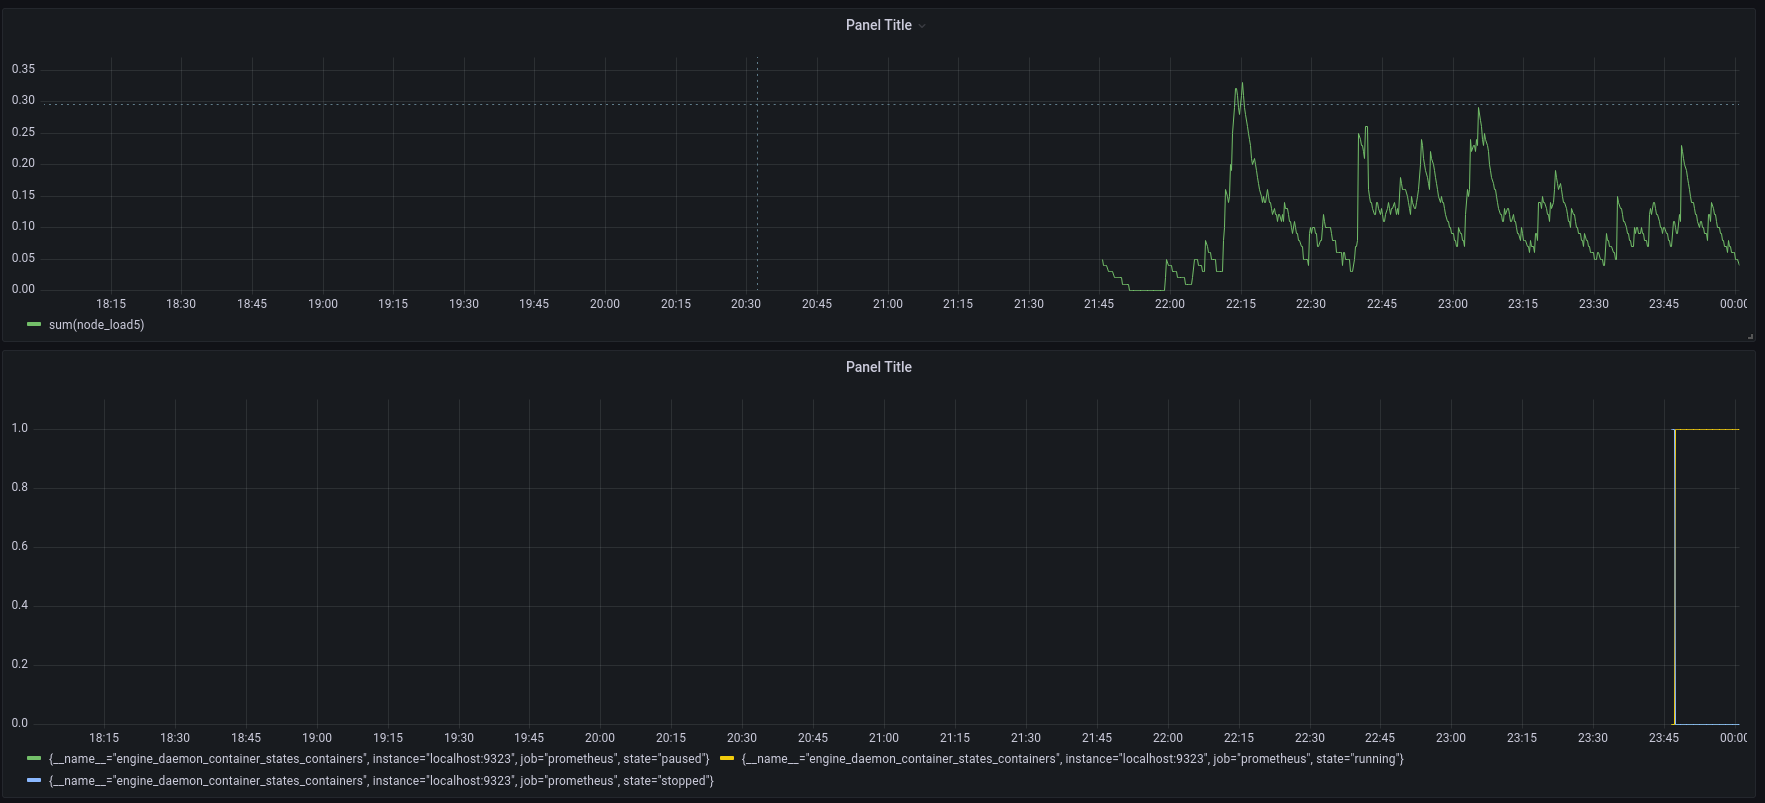 Panel Title
0.35
0.30
0.25
0.20
0.15
0.10
0.05
0.00
18:15 18:30 18:45 19:00 19:15 19:30 19:45 20:00 20:15 20:30 20:45 21:00 21:15 21:30 21:45 22:00 22:15 22:30 22:45 23:00 23:15 23:30 23:45 00:00
sum(node_load5)
Panel Title
1.0
0.8
0.6
0.4
0.2
0.0
18:15 18:30 18:45 19:00 19:15 19:30 19:45 20:00 20:15 20:30 20:45 21:00 21:15 21:30 21:45 22:00 22:15 22:30 22:45 23:00 23:15 23:30 23:45 00:00
{__name__="engine_daemon_container_states_containers", instance="localhost:9323", job="prometheus", state="paused"} {__name__="engine_daemon_container_states_containers", instance="localhost:9323", job="prometheus", state="running"}
{__name__="engine_daemon_container_states_containers", instance="localhost:9323", job="prometheus", state="stopped"}